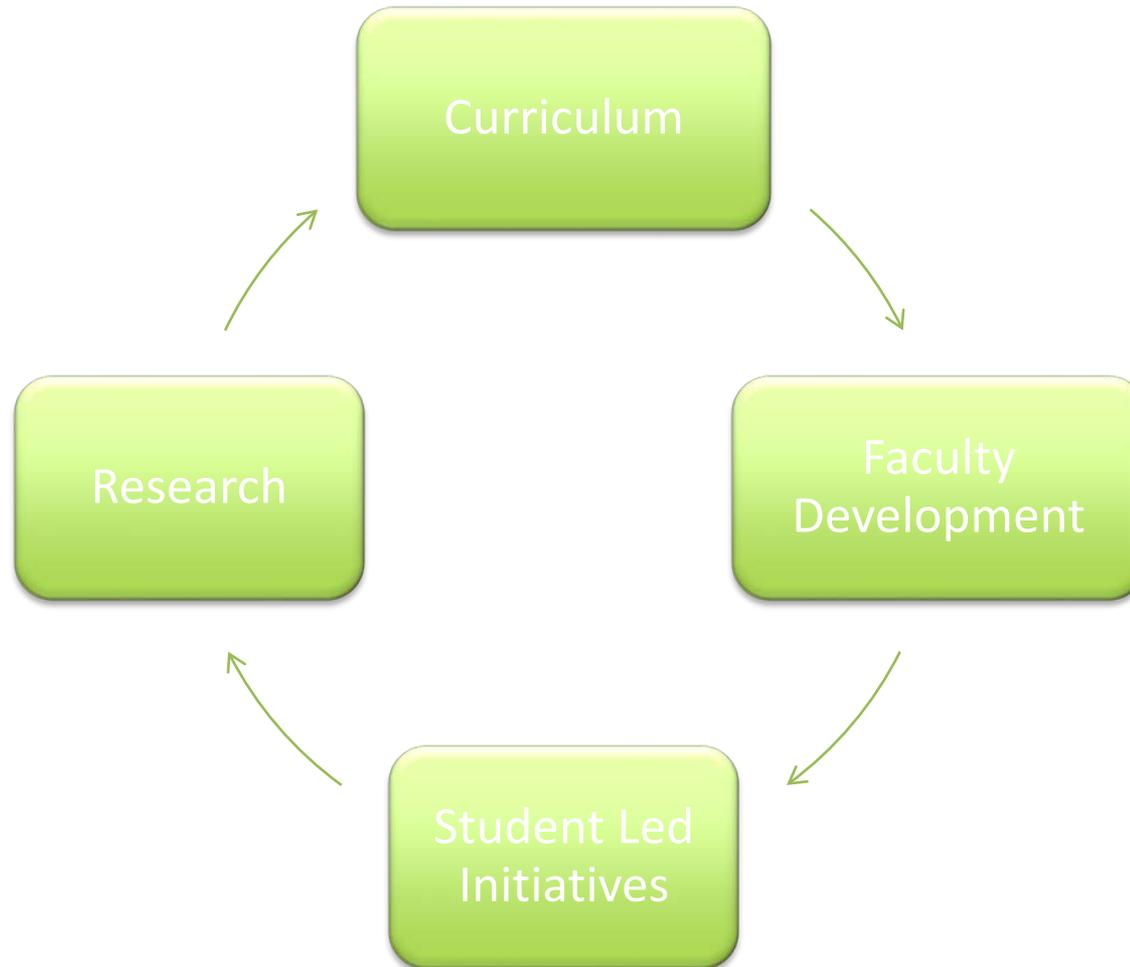 Curriculum
Faculty
Development
Student Led
Initiatives
Research